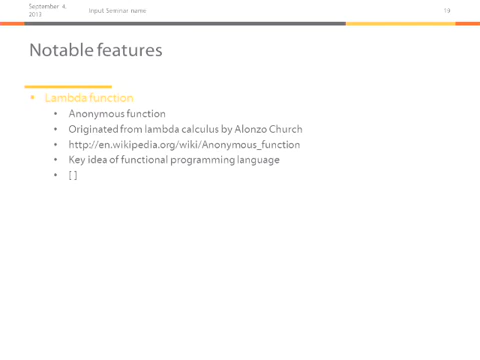 September 4,
2013
Input Seminar name
19
Notable features
• Lambda function
• Anonymous function
• Originated from lambda calculus by Alonzo Church
• http://en.wikipedia.org/wiki/Anonymous_function
• Key idea of functional programming language
• [ ]